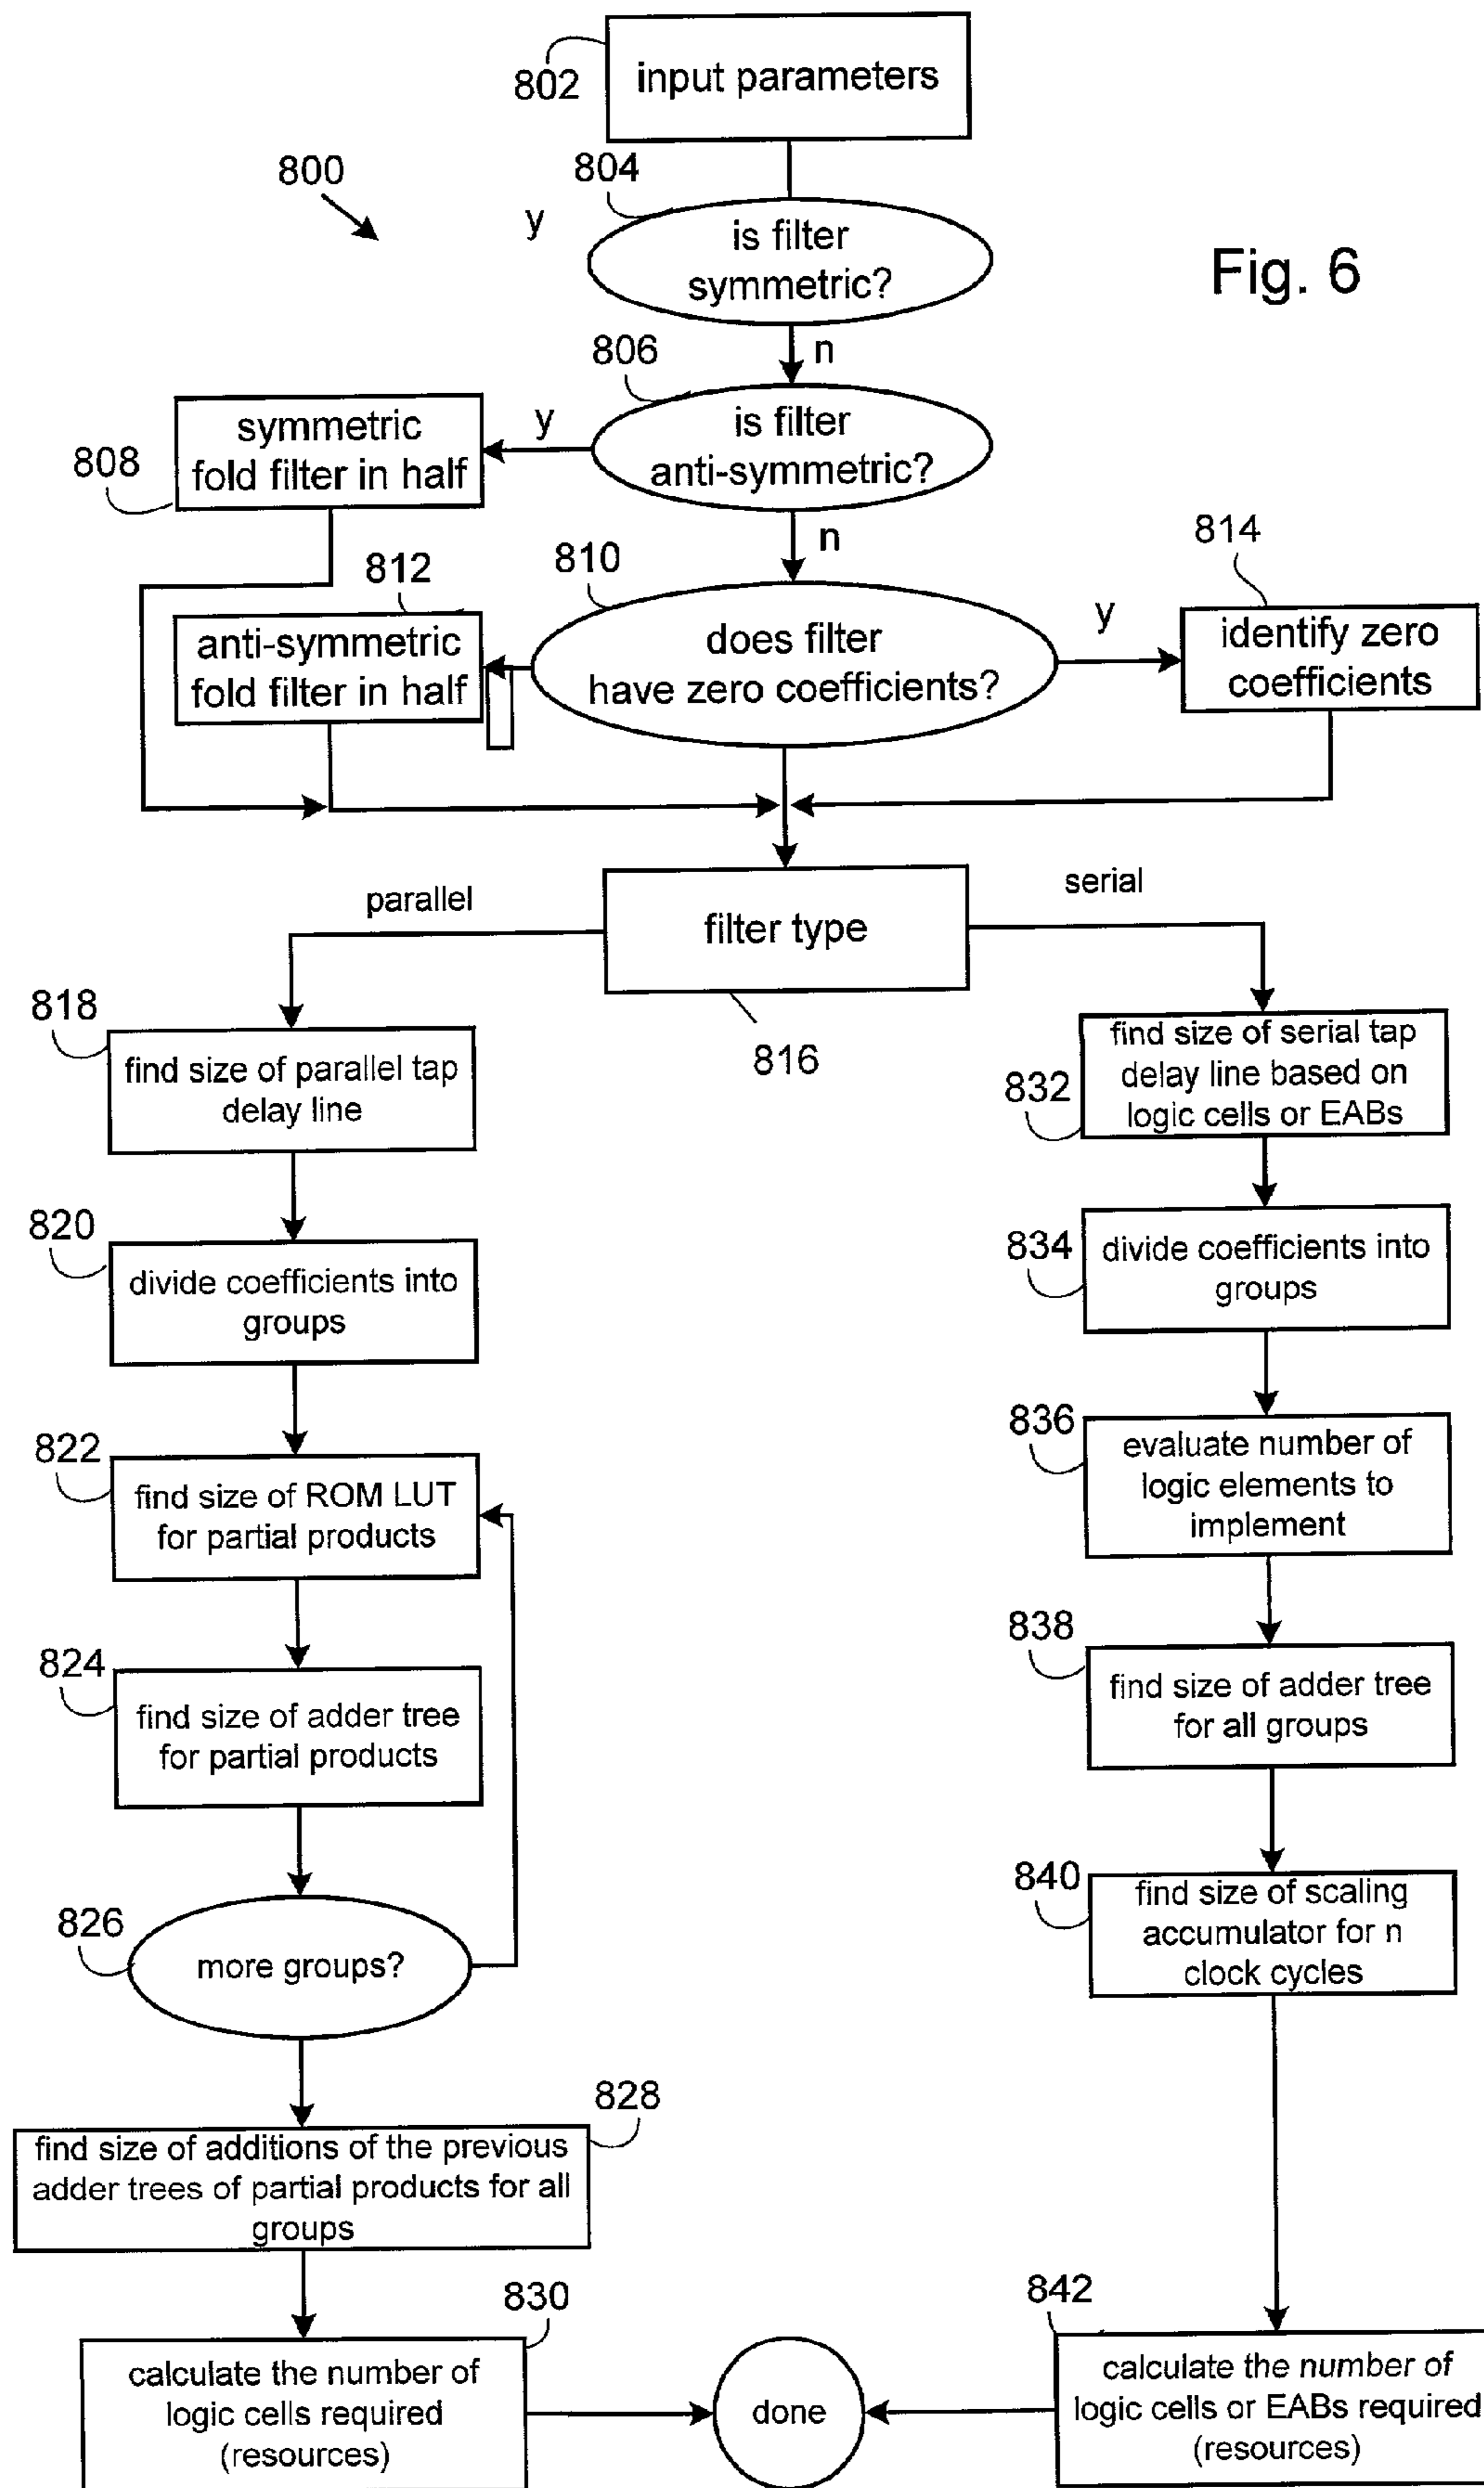 802
input parameters
800
804
y
is filter
symmetric?
Fig. 6
n
806
is filter
anti-symmetric?
y
symmetric
fold filter in half
808
n
810
does filter
have zero coefficients?
812
anti-symmetric
fold filter in half
y
814
identify zero
coefficients
parallel
filter type
serial
816
818
find size of parallel tap
delay line
820
divide coefficients into
groups
822
find size of ROM LUT
for partial products
824
find size of adder tree
for partial products
826
more groups?
828
find size of additions of the previous
adder trees of partial products for all
groups
830
calculate the number of
logic cells required
(resources)
832
find size of serial tap
delay line based on
logic cells or EABs
834
divide coefficients into
groups
836
evaluate number of
logic elements to
implement
838
find size of adder tree
for all groups
840
find size of scaling
accumulator for n
clock cycles
842
calculate the number of
logic cells or EABs required
(resources)
done